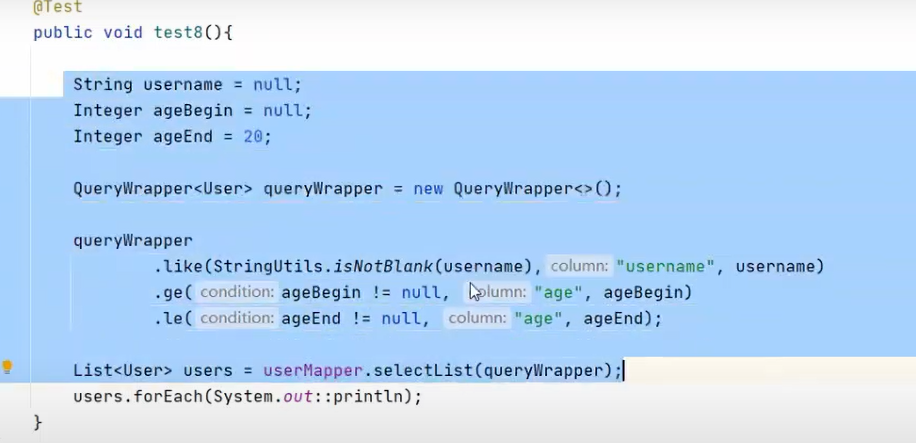 @Test
public void test8(){
String username = null;
Integer ageBegin = null;
Integer ageEnd = 20;
QueryWrapper<User> queryWrapper = new QueryWrapper<>();
queryWrapper
.like(StringUtils.isNotBlank(username), column: "username", username)
.ge( condition: ageBegin != null, column: "age", ageBegin)
.le( condition: ageEnd != null, column: "age", ageEnd);
List<User> users = userMapper.selectList(queryWrapper);
users.forEach(System.out::println);
}